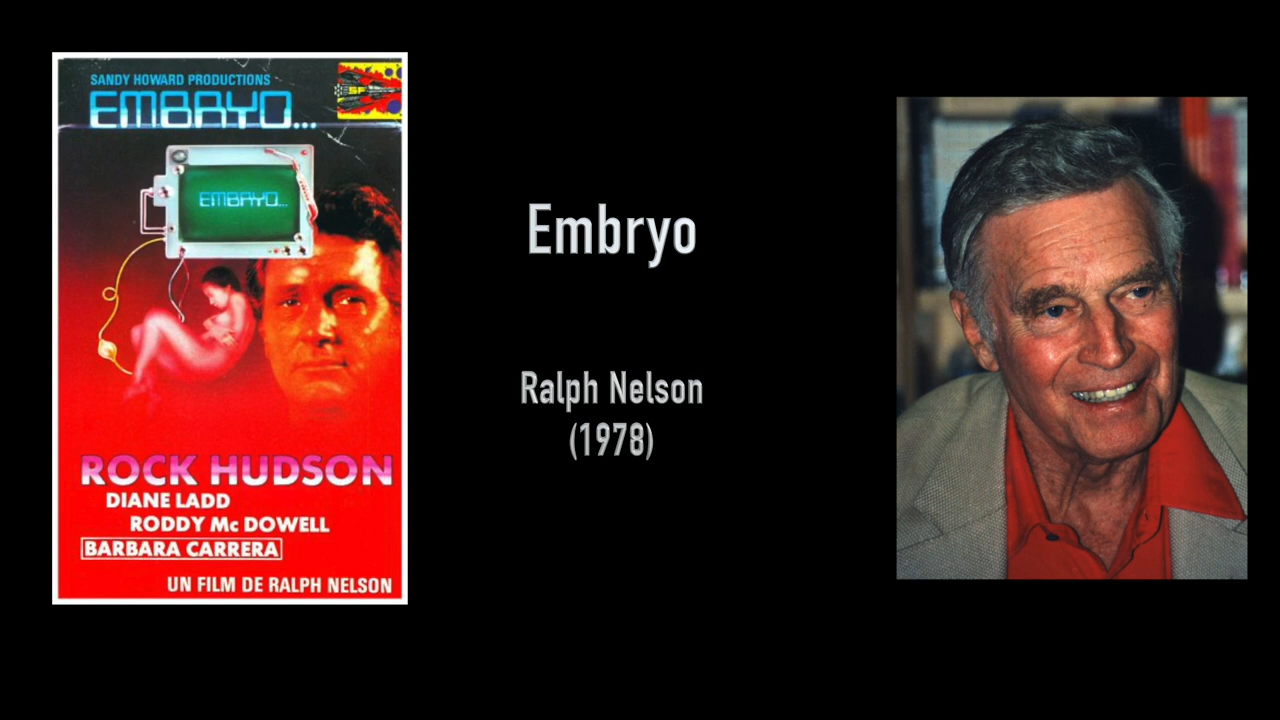 SANDY HOWARD PRODUCTIONS
EMBRYO...
SF
EMBRYO...
ROCK HUDSON
DIANE LADD
RODDY Mc DOWELL
BARBARA CARRERA
UN FILM DE RALPH NELSON
Embryo
Ralph Nelson
(1978)